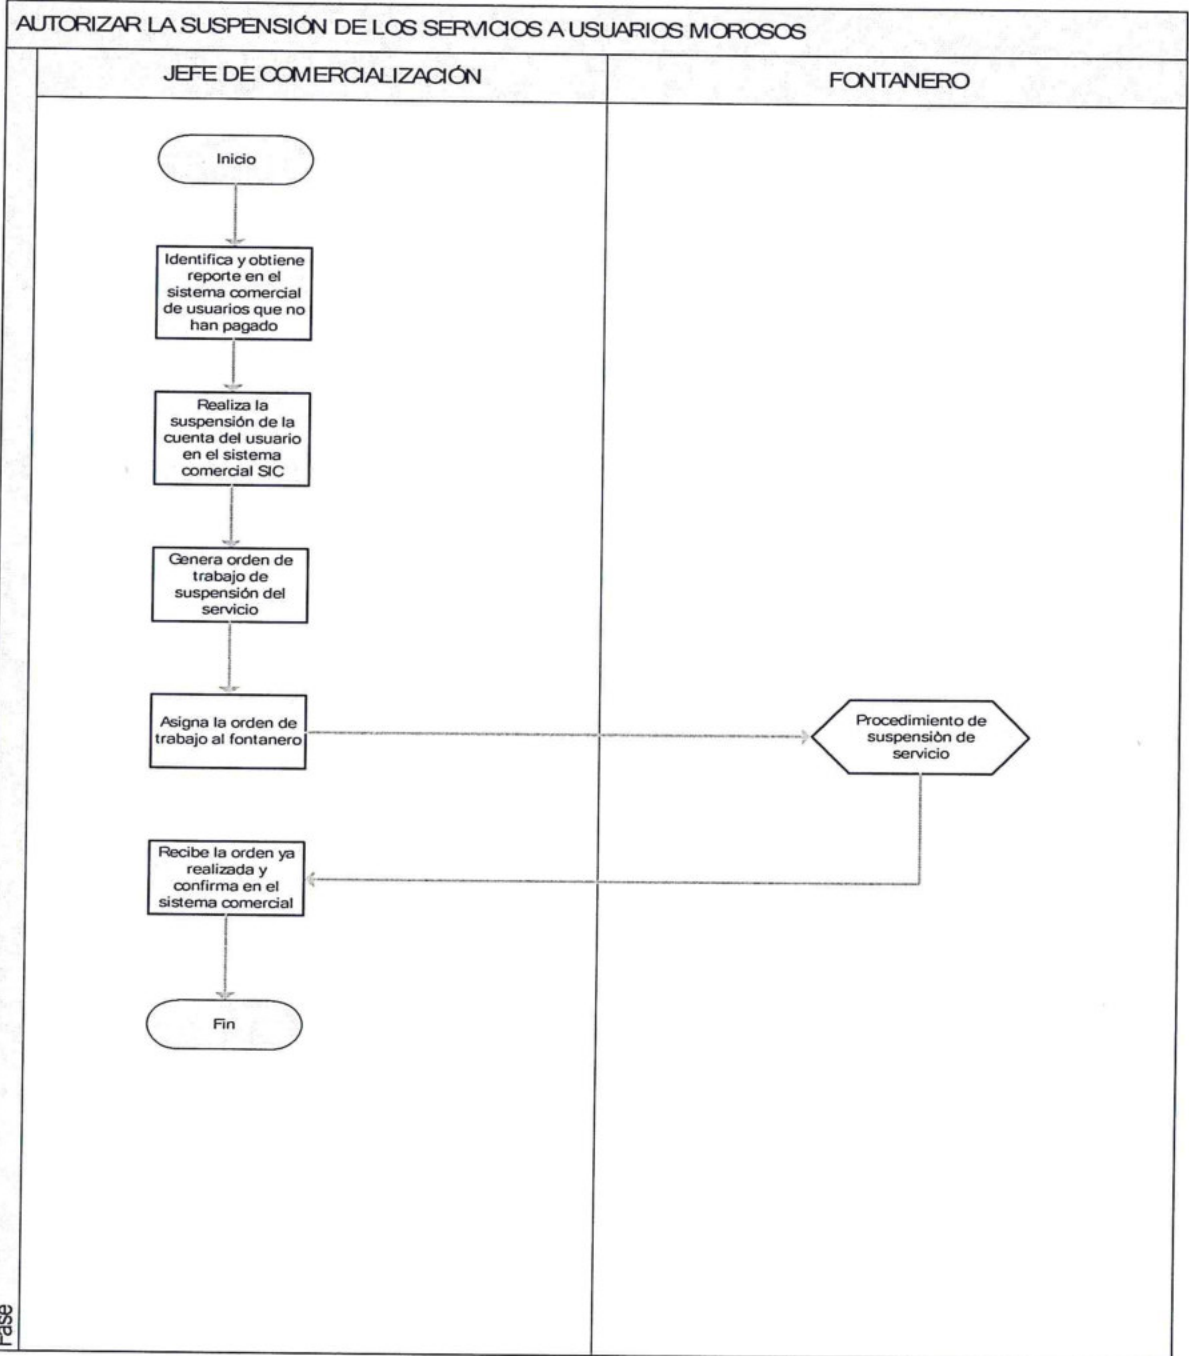 AUTORIZAR LA SUSPENSIÓN DE LOS SERVICIOS A USUARIOS MOROSOS
JEFE DE COMERCIALIZACIÓN
FONTANERO
Inicio
Identifica y obtiene
reporte en el
sistema comercial
de usuarios que no
han pagado
Realiza la
suspensión de la
cuenta del usuario
en el sistema
comercial SIC
Genera orden de
trabajo de
suspensión del
servicio
Asigna la orden de
trabajo al fontanero
Procedimiento de
suspensión de
servicio
Recibe la orden ya
realizada y
confirma en el
sistema comercial
Fin
Fase